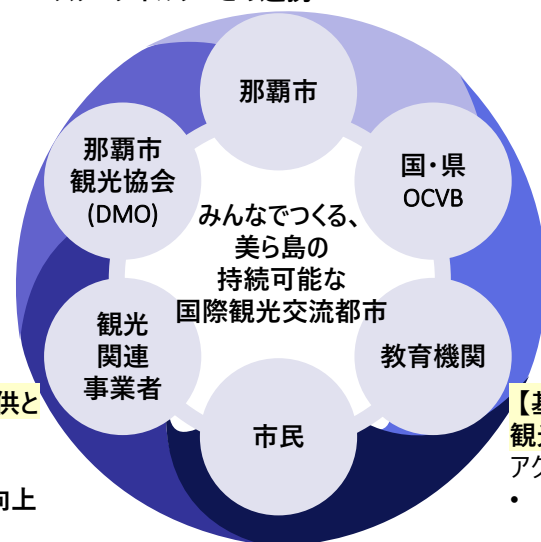 那覇市
那覇市
観光協会
(DMO)
国・県
OCVB
みんなでつくる、
美ら島の
持続可能な
国際観光交流都市
観光
関連
事業者
教育機関
市民
供と
向上
【基
観光
アク
•